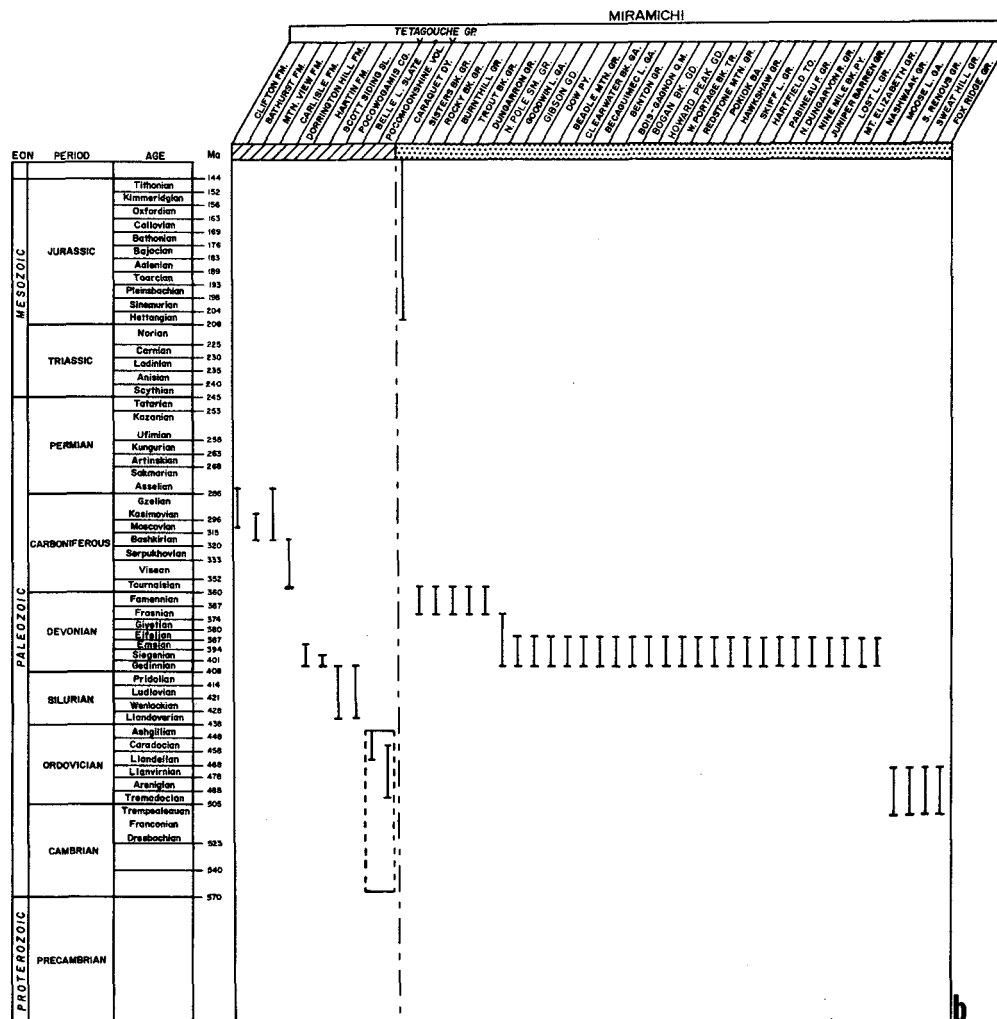 MIRAMICHI
TETAGOUCHE GP.
CLIFTON FM.
BATHURST FM.
MTN. VIEW FM.
CARLISLE FM.
DORRINGTON HILL FM.
HARTIN FM.
SCOTT SIDING SL.
POCOWOGAMIS CG.
BELLE L. SLATE
POCOMOONSHINE VOL.
CARAQUET DY.
SISTERS BK. GR.
ROCKY BK. GR.
BURNTHILL GR.
TROUT BK. GR.
DUNGARRON GR.
N. POLE SM. GR.
GODWIN L. GA.
GIBSON GD.
DOW PY.
BEADLE MTN. GR.
CLEARWATER BK. GA.
BECAGUIMEC L. GA.
BENTON GR.
BOIS GAGNON Q.M.
BOGAN BK. GD.
HOWARD PEAK GD.
W. PORTAGE BK. TR.
REDSTONE MTN. GR.
POKIOK BA.
HAWKSHAW GR.
SKIFF L. GR.
HARTFIELD TO.
PABINEAU F. GR.
N. DUNGARVON R. GR.
NINE MILE BK. PY.
JUNIPER BARREN GR.
LOST L. GR.
MT. ELIZABETH GR.
NASHWAAK GR.
MOOSE L. GA.
S. RENOUS GR.
SWEAT HILL GR.
FOX RIDGE GR.
EON PERIOD AGE Ma
144
Tithonian
152
Kimmeridgian
156
Oxfordian
163
Callovian
169
Bathonian
176
JURASSIC
Bajocian
183
Aalenian
189
Toarcian
193
Pleinsbachian
198
Sinemurian
204
Hettangian
208
MESOZOIC
Norian
225
Carnian
230
TRIASSIC
Ladinian
235
Anisian
240
Scythian
245
Tatarian
253
Kazanian
Ufimian
258
PERMIAN
Kungurian
263
Artinskian
268
Sakmarian
Asselian
286
Gzelian
Kasimovian
296
Moscovian
315
Bashkirian
320
CARBONIFEROUS
Serpukhovian
333
Visean
352
Tournaisian
360
Famennian
367
Frasnian
374
Givetian
380
DEVONIAN
Eifelian
387
Emsian
394
Siegenian
401
Gedinnian
408
PALEOZOIC
Pridolian
414
Ludlovian
421
SILURIAN
Wenlockian
428
Llandoverian
438
Ashgillian
448
Caradocian
458
ORDOVICIAN
Llandeilian
468
Llanvirnian
478
Arenigian
488
Tremadocian
505
Trempealeauan
Franconian
Dresbachian
523
CAMBRIAN
540
570
PRECAMBRIAN
PROTEROZOIC
b